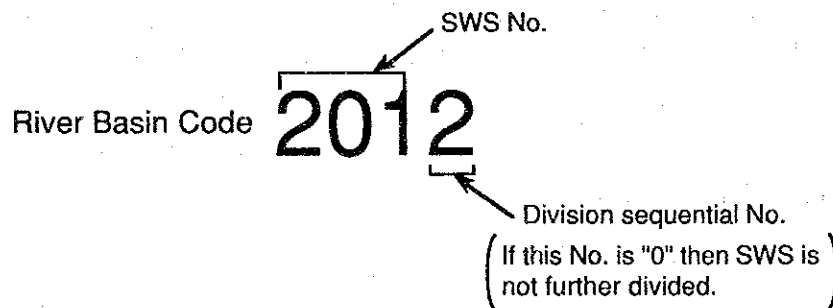 SWS No.
River Basin Code 2012
Division sequential No.
(If this No. is "0" then SWS is
not further divided.)